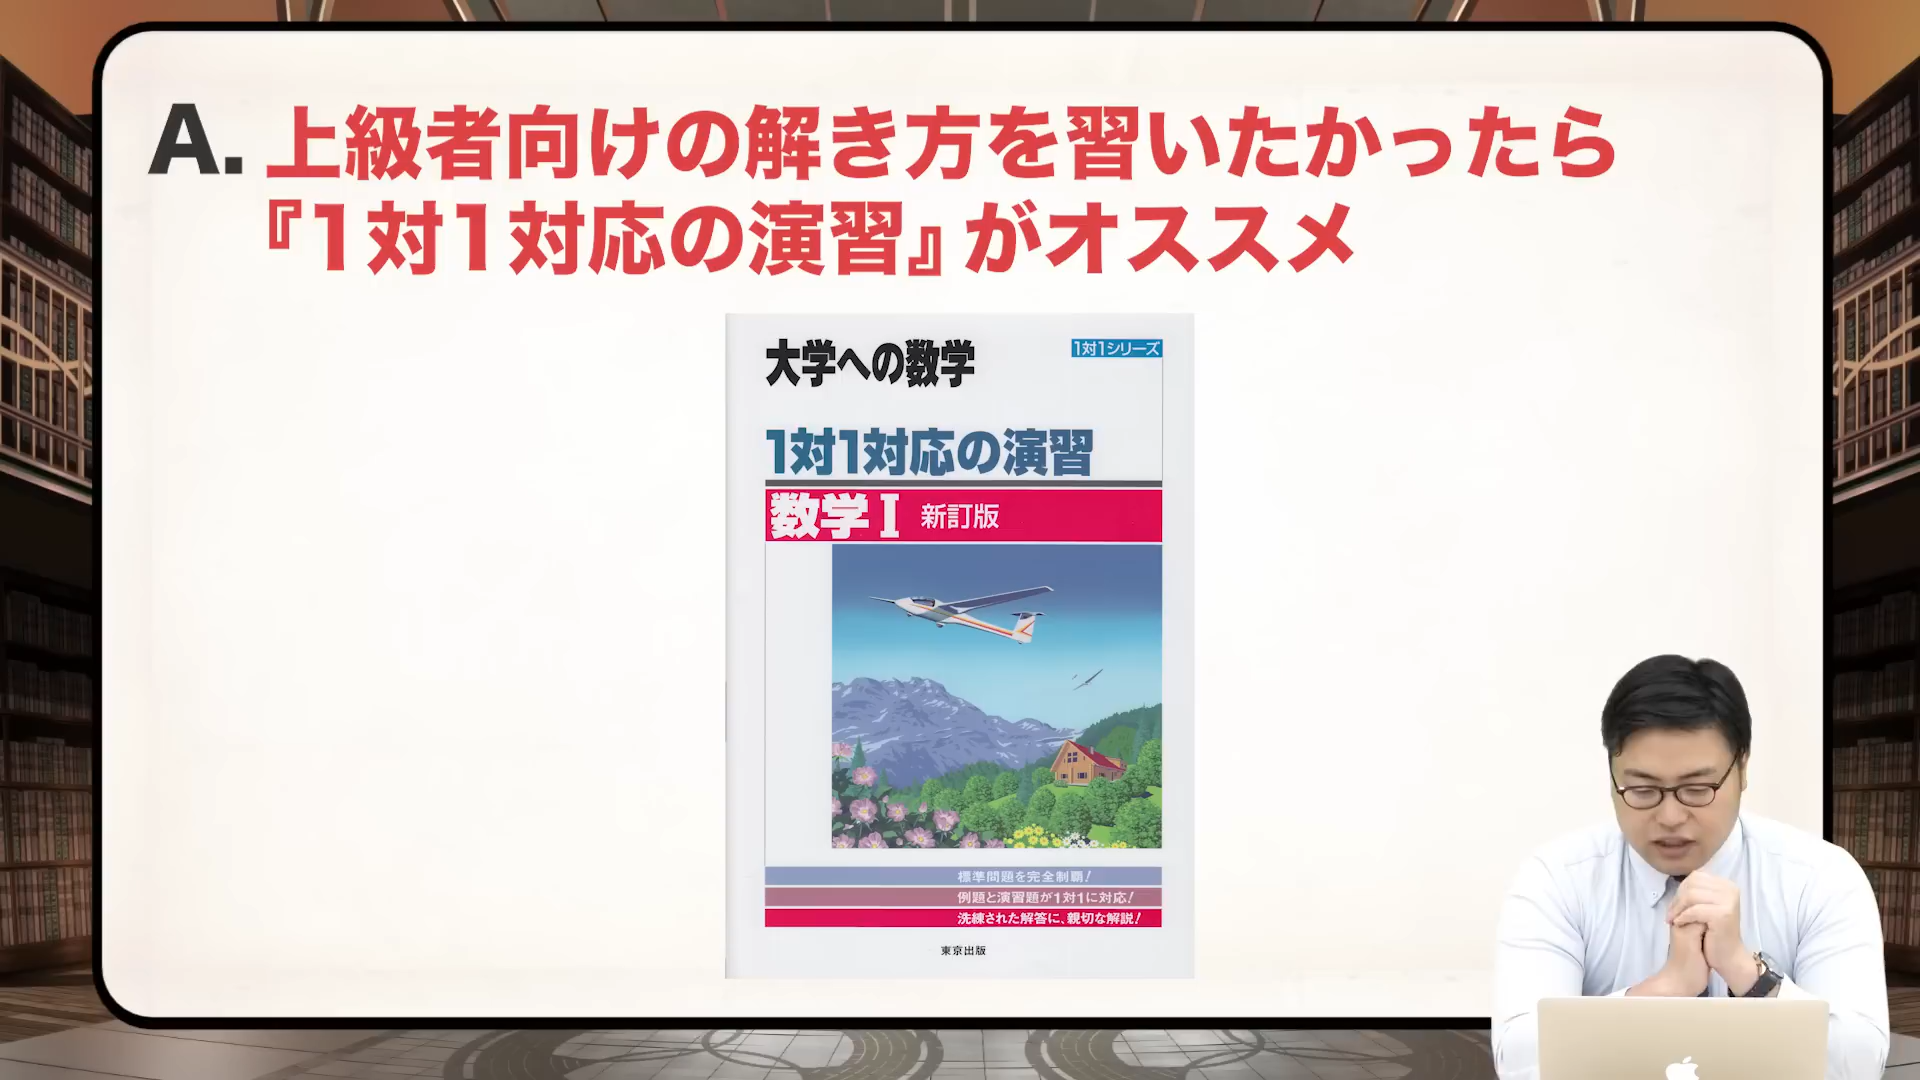 A. 上級者向けの解き方を習いたかったら
『1対1対応の演習』がオススメ
大学への数学
1対1シリーズ
1対1対応の演習
数学Ⅰ 新訂版
標準問題を完全制覇!
例題と演習題が1対1に対応!
洗練された解答に、親切な解説!
東京出版